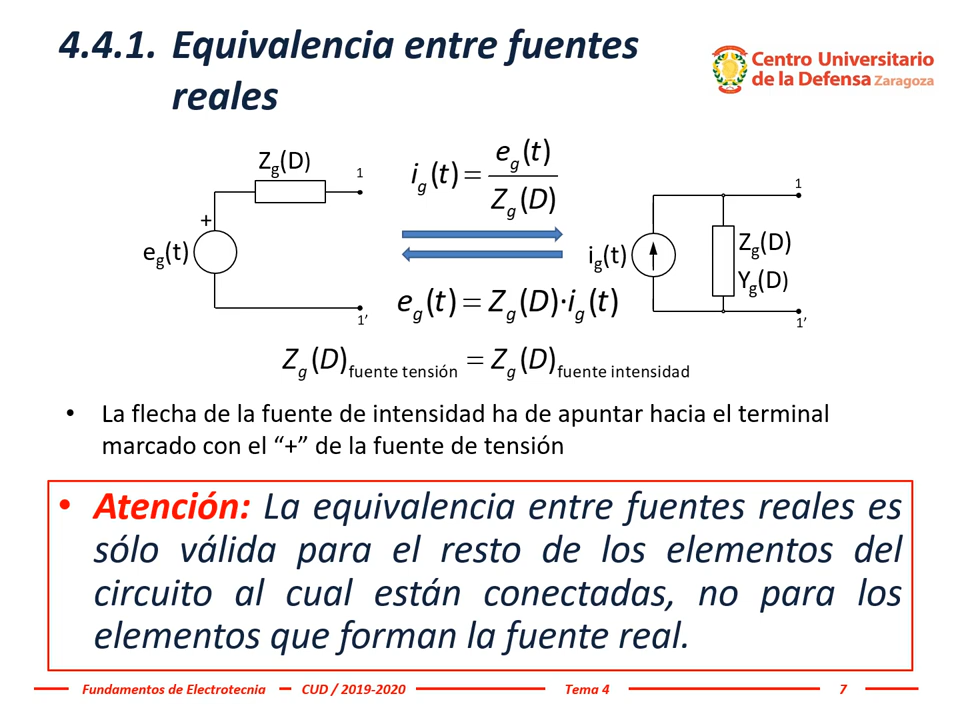 4.4.1. Equivalencia entre fuentes
reales
Centro Universitario
de la Defensa Zaragoza
Zg(D)
1
+
eg(t)
1'
ig(t) = eg(t) / Zg(D)
eg(t) = Zg(D)·ig(t)
1
ig(t)
Zg(D)
Yg(D)
1'
Zg(D)fuente tensión = Zg(D)fuente intensidad
• La flecha de la fuente de intensidad ha de apuntar hacia el terminal
marcado con el “+” de la fuente de tensión
• Atención: La equivalencia entre fuentes reales es
sólo válida para el resto de los elementos del
circuito al cual están conectadas, no para los
elementos que forman la fuente real.
Fundamentos de Electrotecnia CUD / 2019-2020 Tema 4 7